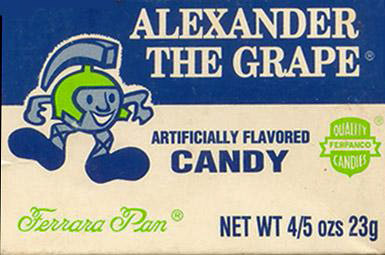 ALEXANDER
THE GRAPE®
ARTIFICIALLY FLAVORED
CANDY
®
QUALITY
FERPANCO
CANDIES
Ferrara Pan®
NET WT 4/5 ozs 23g